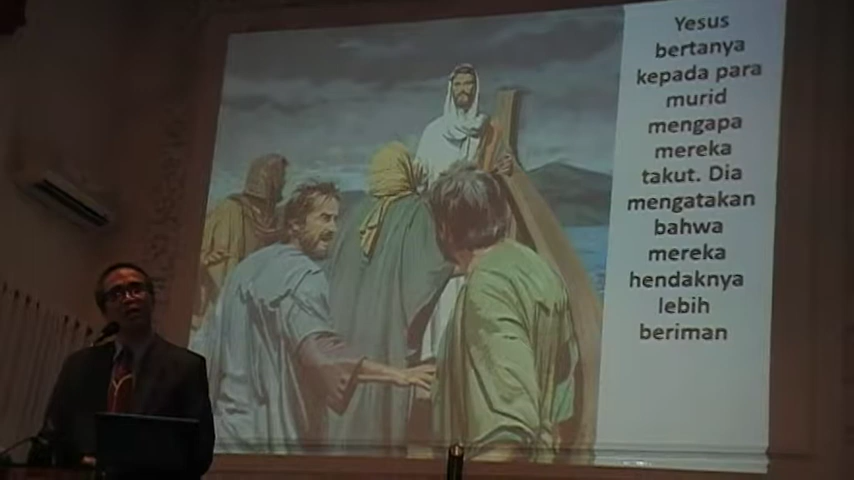 Yesus
bertanya
kepada para
murid
mengapa
mereka
takut. Dia
mengatakan
bahwa
mereka
hendaknya
lebih
beriman